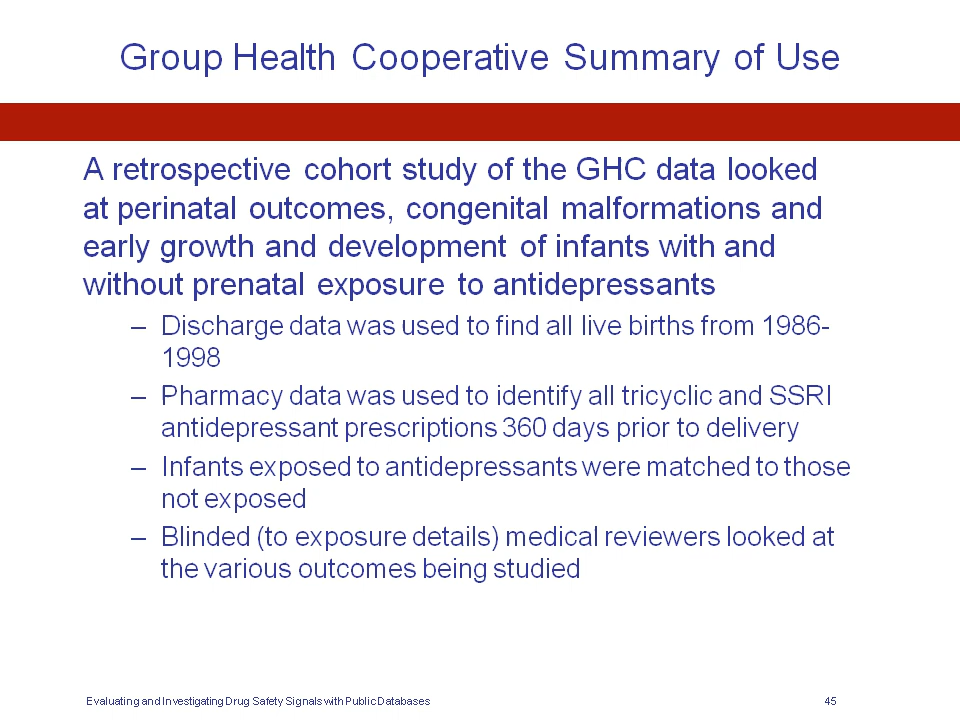 Group Health Cooperative Summary of Use
A retrospective cohort study of the GHC data looked
at perinatal outcomes, congenital malformations and
early growth and development of infants with and
without prenatal exposure to antidepressants
– Discharge data was used to find all live births from 1986-
1998
– Pharmacy data was used to identify all tricyclic and SSRI
antidepressant prescriptions 360 days prior to delivery
– Infants exposed to antidepressants were matched to those
not exposed
– Blinded (to exposure details) medical reviewers looked at
the various outcomes being studied
Evaluating and Investigating Drug Safety Signals with Public Databases 45